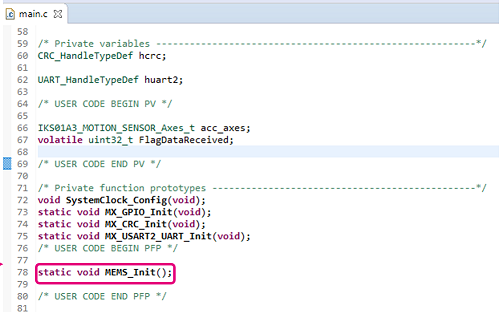 main.c
58
59 /* Private variables ---------------------------------------------------------*/
60 CRC_HandleTypeDef hcrc;
61
62 UART_HandleTypeDef huart2;
63
64 /* USER CODE BEGIN PV */
65
66 IKS01A3_MOTION_SENSOR_Axes_t acc_axes;
67 volatile uint32_t FlagDataReceived;
68
69 /* USER CODE END PV */
70
71 /* Private function prototypes -----------------------------------------------*/
72 void SystemClock_Config(void);
73 static void MX_GPIO_Init(void);
74 static void MX_CRC_Init(void);
75 static void MX_USART2_UART_Init(void);
76 /* USER CODE BEGIN PFP */
77
78 static void MEMS_Init();
79
80 /* USER CODE END PFP */
81